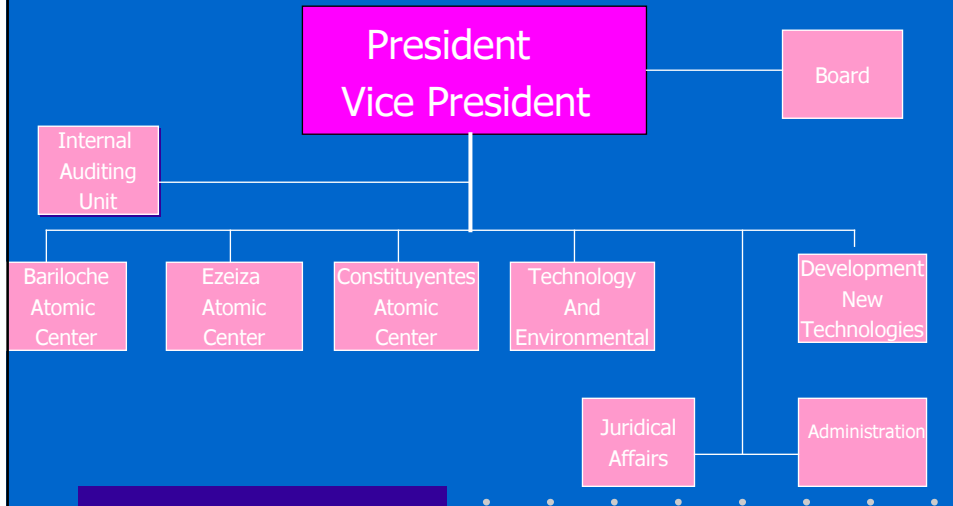 President
Vice President
Board
Internal
Auditing
Unit
Bariloche
Atomic
Center
Ezeiza
Atomic
Center
Constituyentes
Atomic
Center
Technology
And
Environmental
Development
New
Technologies
Juridical
Affairs
Administration